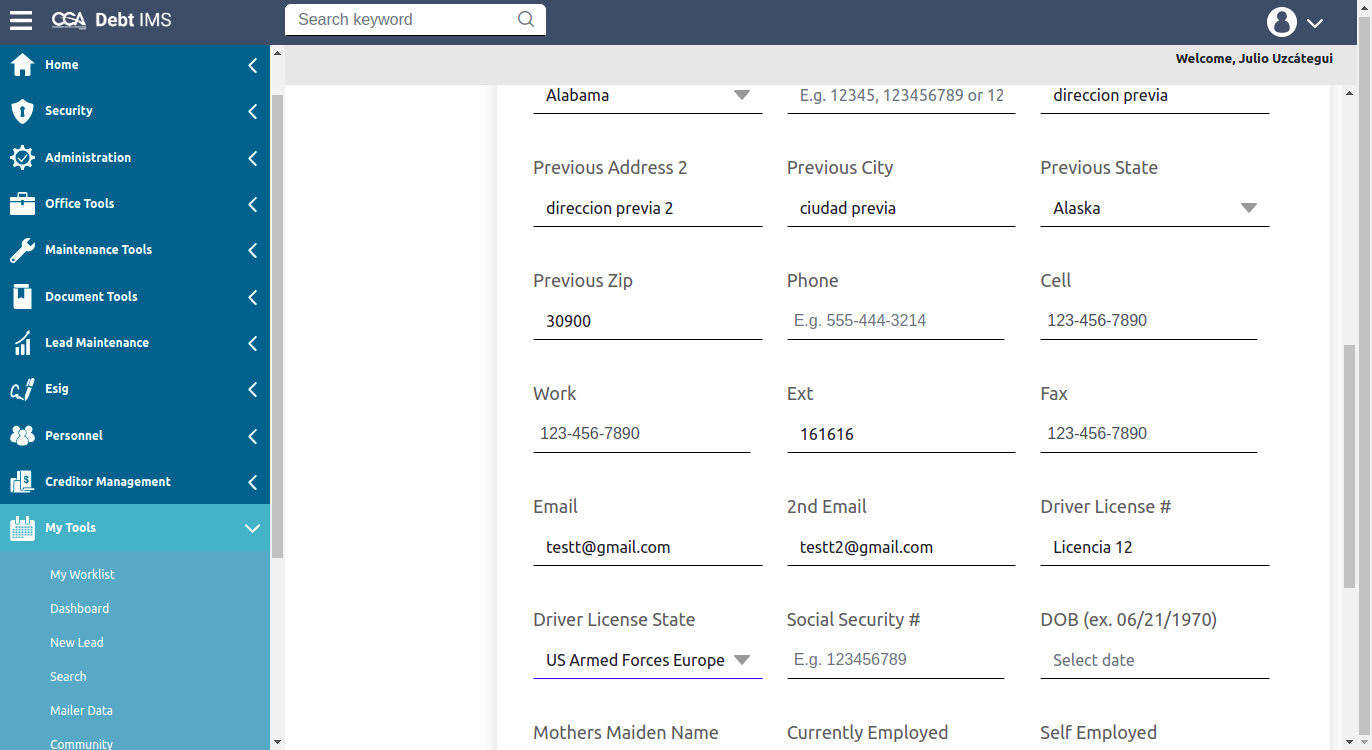 CGA Debt IMS
Search keyword
Welcome, Julio Uzcátegui
Home
Security
Administration
Office Tools
Maintenance Tools
Document Tools
Lead Maintenance
Esig
Personnel
Creditor Management
My Tools
My Worklist
Dashboard
New Lead
Search
Mailer Data
Community
Alabama
E.g. 12345, 123456789 or 12
direccion previa
Previous Address 2
Previous City
Previous State
direccion previa 2
ciudad previa
Alaska
Previous Zip
Phone
Cell
30900
E.g. 555-444-3214
123-456-7890
Work
Ext
Fax
123-456-7890
161616
123-456-7890
Email
2nd Email
Driver License #
testt@gmail.com
testt2@gmail.com
Licencia 12
Driver License State
Social Security #
DOB (ex. 06/21/1970)
US Armed Forces Europe
E.g. 123456789
Select date
Mothers Maiden Name
Currently Employed
Self Employed